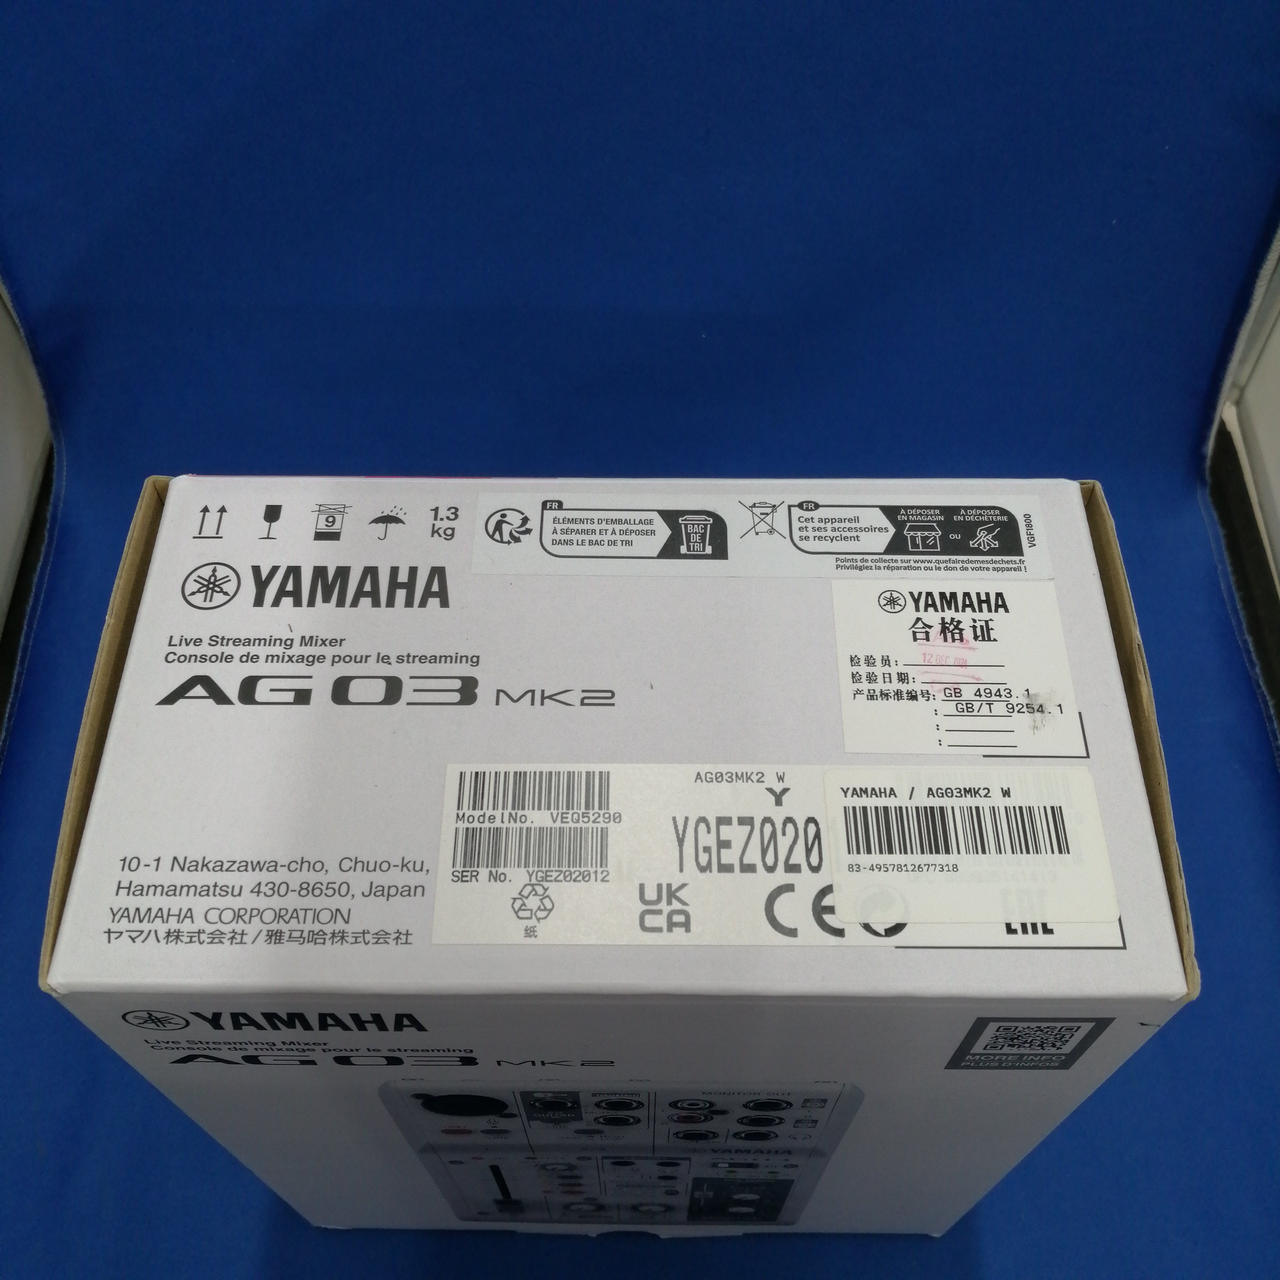 9
1.3
kg
FR
ÉLÉMENTS D'EMBALLAGE
À SÉPARER ET À DÉPOSER
DANS LE BAC DE TRI
BAC
DE
TRI
FR
Cet appareil
et ses accessoires
se recyclent
À DÉPOSER
EN MAGASIN
OU
À DÉPOSER
EN DÉCHÈTERIE
Points de collecte sur www.quefairedemesdechets.fr
Privilégiez la réparation ou le don de votre appareil !
VGF1800
YAMAHA
Live Streaming Mixer
Console de mixage pour le streaming
AG03 MK2
YAMAHA
合格证
检验员:
12 DEC
检验日期:
产品标准编号: GB 4943.1
: GB/T 9254.1
:
:
10-1 Nakazawa-cho, Chuo-ku,
Hamamatsu 430-8650, Japan
YAMAHA CORPORATION
ヤマハ株式会社/雅马哈株式会社
ModelNo. VEQ5290
SER No. YGEZ02012
纸
AG03MK2 W
Y
YGEZ020
UK
CA
CE
YAMAHA / AG03MK2 W
83-4957812677318
YAMAHA
Live Streaming Mixer
Console de mixage pour le streaming
AG03 MK2
MORE INFO
PLUS D'INFOS
MONITOR OUT
YAMAHA